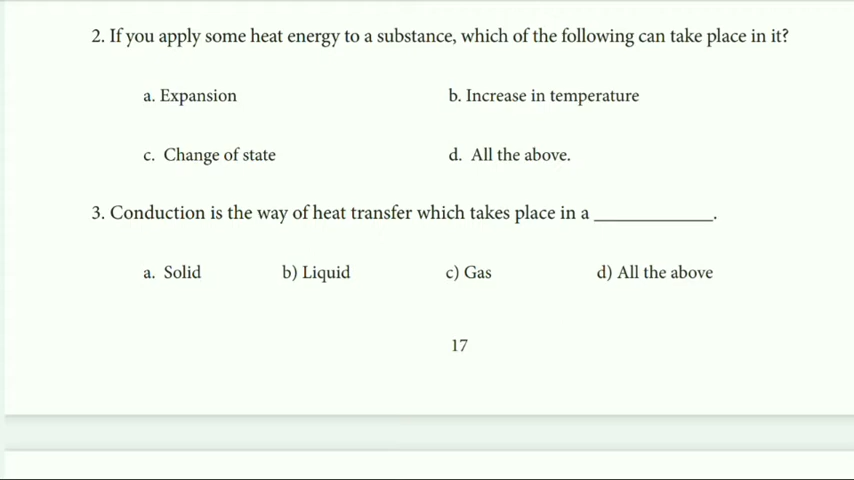 2. If you apply some heat energy to a substance, which of the following can take place in it?
a. Expansion b. Increase in temperature
c. Change of state d. All the above.
3. Conduction is the way of heat transfer which takes place in a ____________.
a. Solid b) Liquid c) Gas d) All the above
17